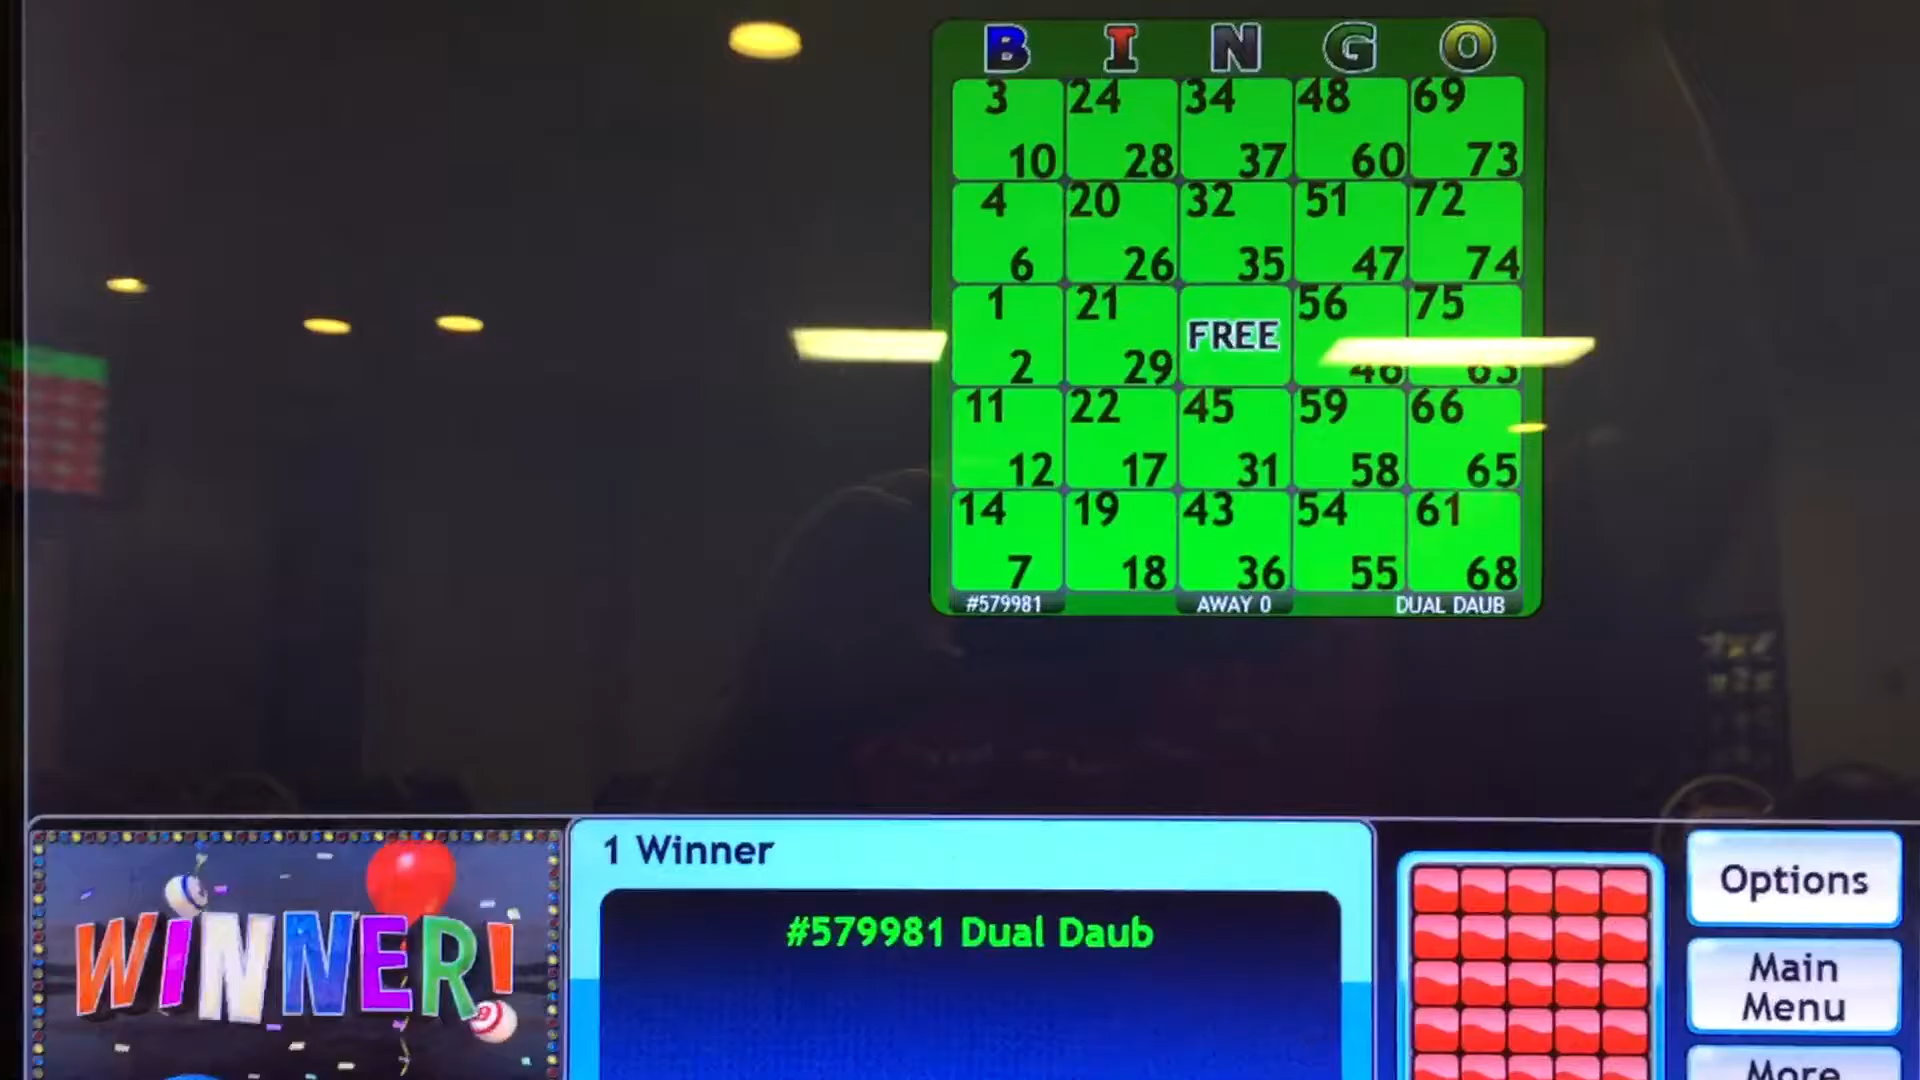 B I N G O
3 24 34 48 69
10 28 37 60 73
4 20 32 51 72
6 26 35 47 74
1 21 FREE 56 75
2 29 46 63
11 22 45 59 66
12 17 31 58 65
14 19 43 54 61
7 18 36 55 68
#579981 AWAY 0 DUAL DAUB
1 Winner
#579981 Dual Daub
WINNER!
Options
Main
Menu
More